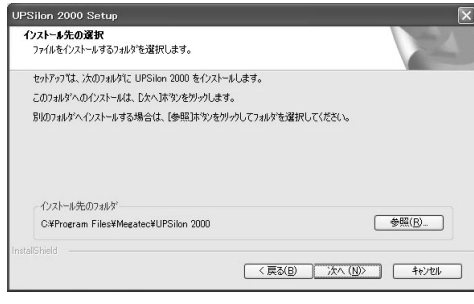 UPSilon 2000 Setup
インストール先の選択
ファイルをインストールするフォルダを選択します。
セットアップは、次のフォルダに UPSilon 2000 をインストールします。
このフォルダへのインストールは、[次へ]ボタンをクリックします。
別のフォルダへインストールする場合は、[参照]ボタンをクリックしてフォルダを選択してください。
インストール先のフォルダ
C:¥Program Files¥Megatec¥UPSilon 2000
参照(R)...
InstallShield
< 戻る(B)
次へ (N)>
キャンセル